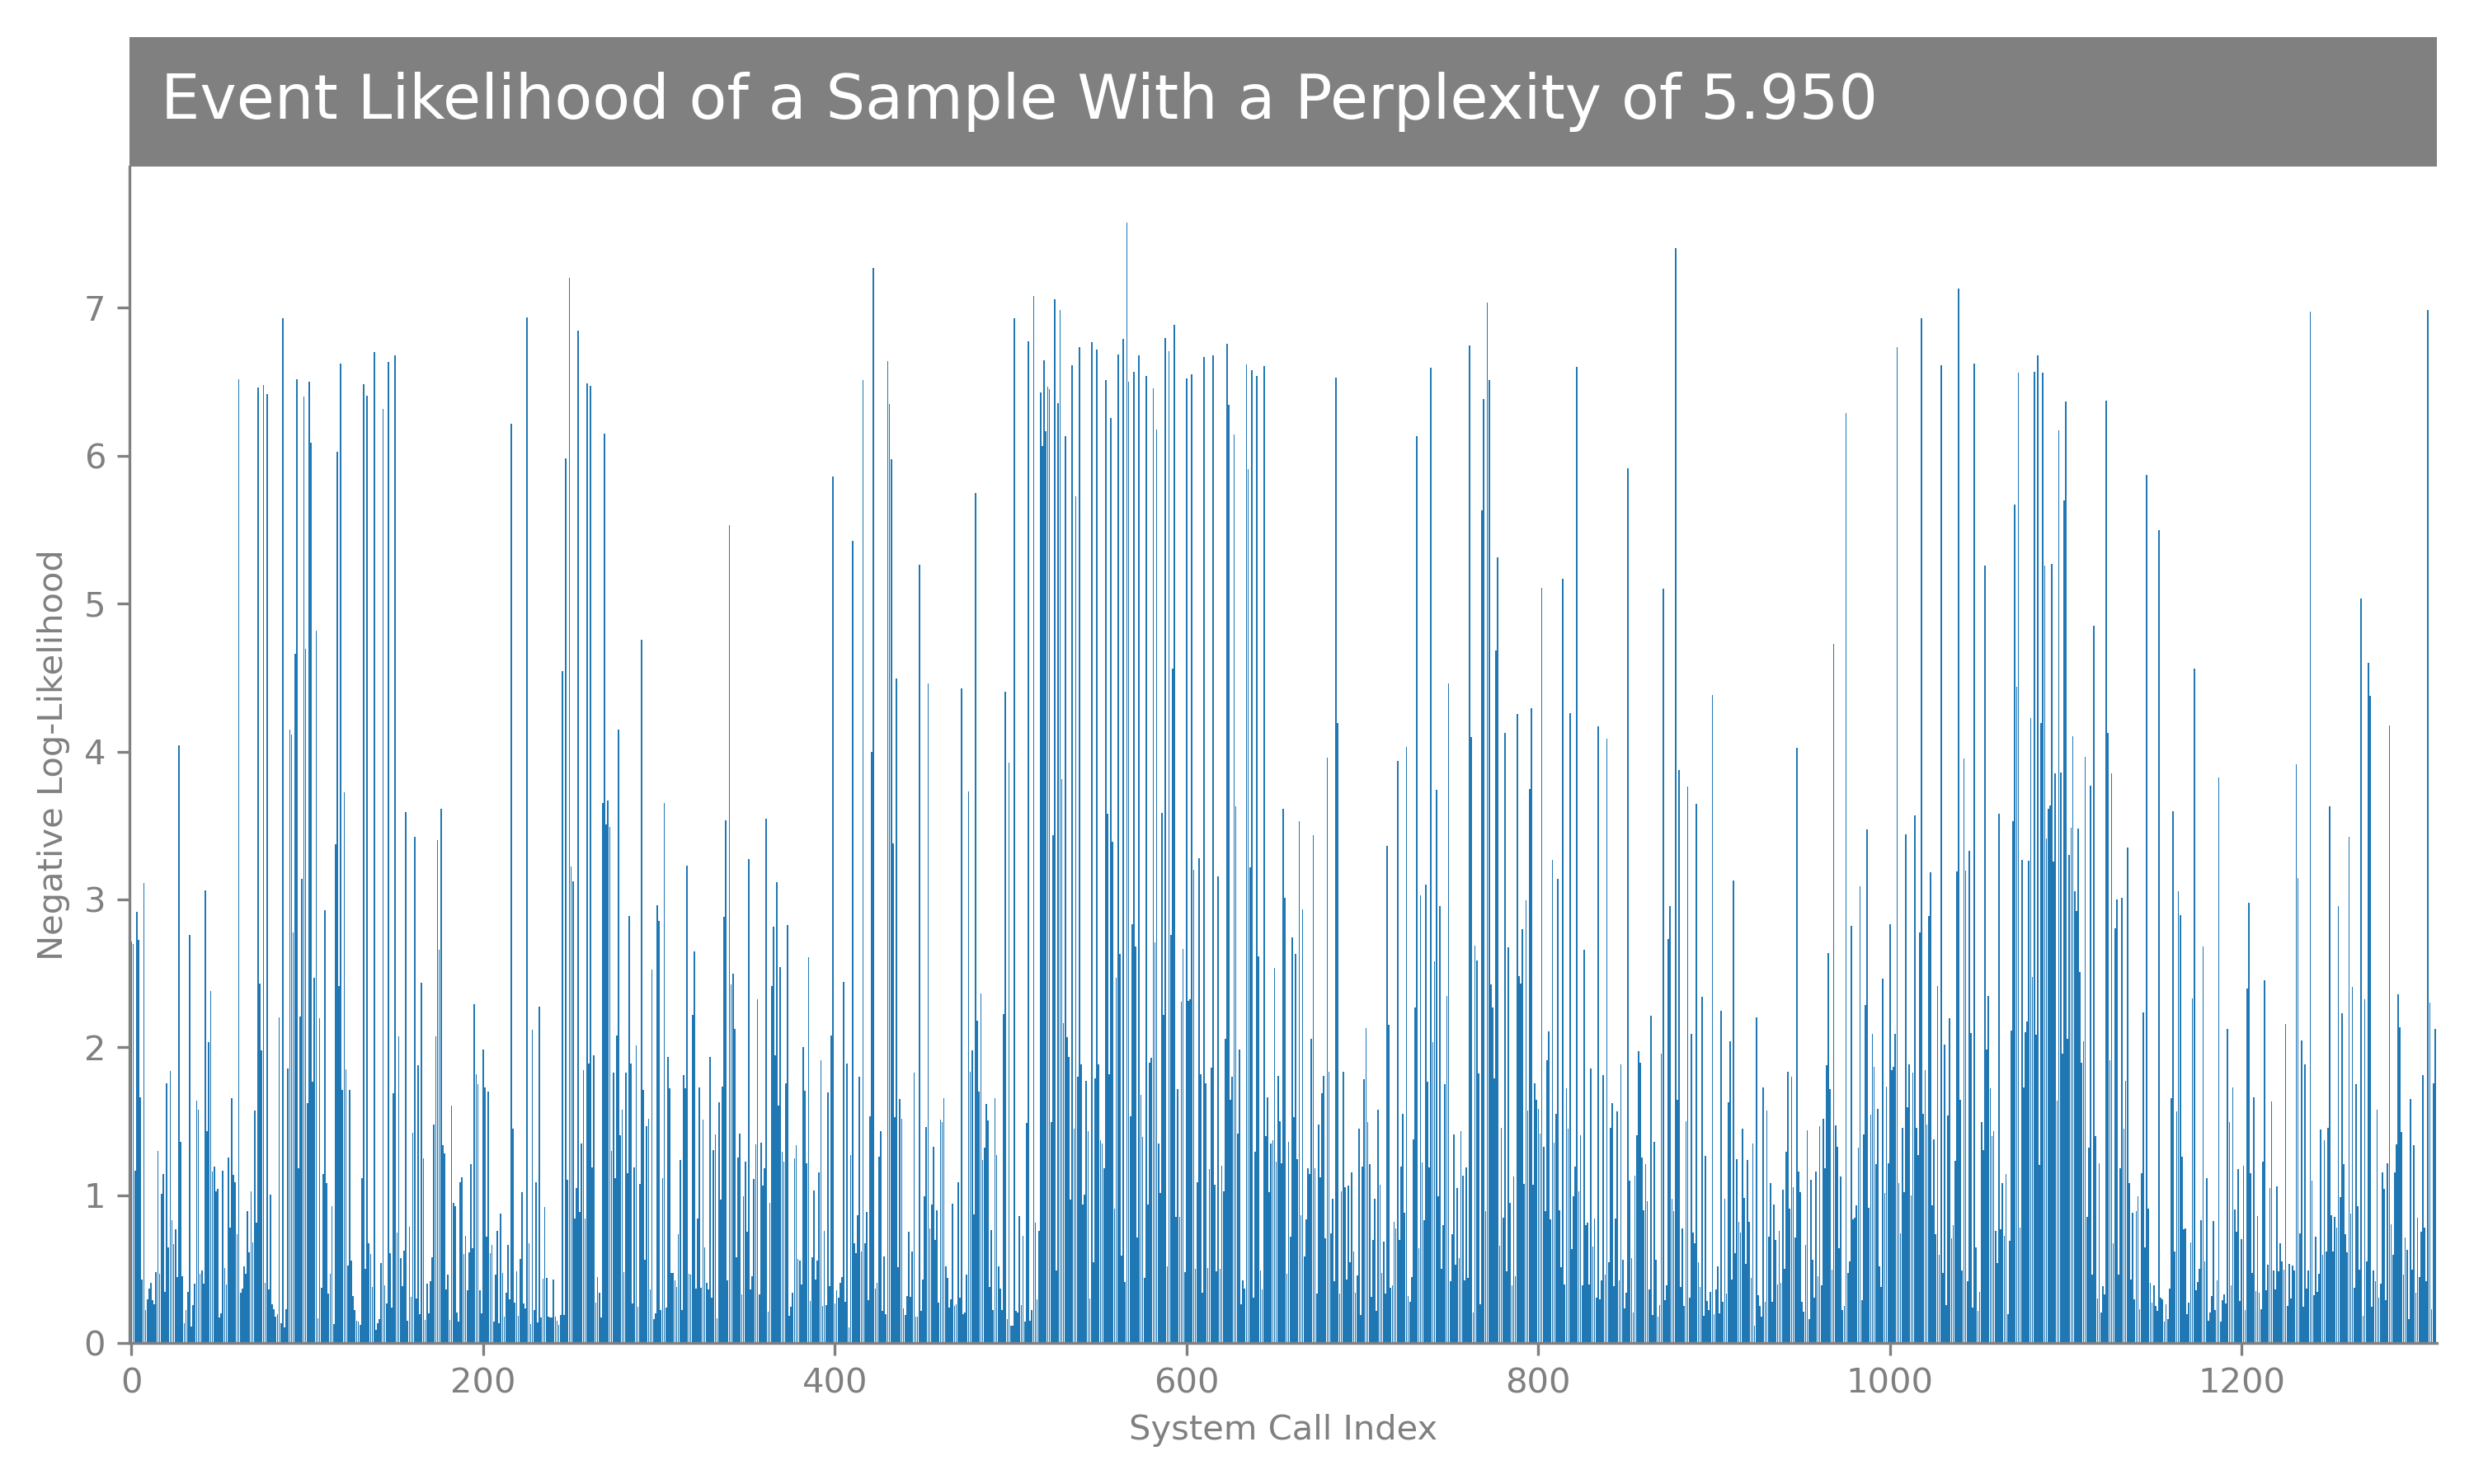 Event Likelihood of a Sample With a Perplexity of 5.950
7
6
5
4
3
2
1
0
Negative Log-Likelihood
0 200 400 600 800 1000 1200
System Call Index